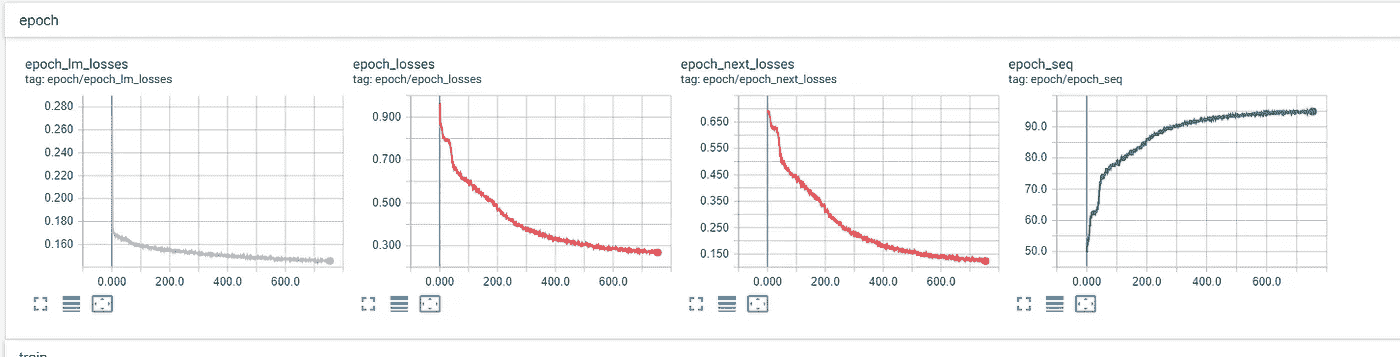 epoch
epoch_lm_losses
tag: epoch/epoch_lm_losses
0.280
0.260
0.240
0.220
0.200
0.180
0.160
0.000 200.0 400.0 600.0
epoch_losses
tag: epoch/epoch_losses
0.900
0.700
0.500
0.300
0.000 200.0 400.0 600.0
epoch_next_losses
tag: epoch/epoch_next_losses
0.650
0.550
0.450
0.350
0.250
0.150
0.000 200.0 400.0 600.0
epoch_seq
tag: epoch/epoch_seq
90.0
80.0
70.0
60.0
50.0
0.000 200.0 400.0 600.0
train